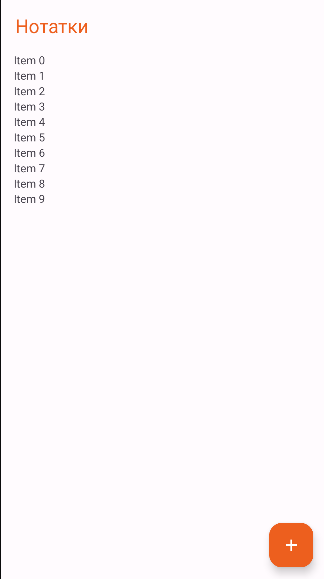 Нотатки
Item 0
Item 1
Item 2
Item 3
Item 4
Item 5
Item 6
Item 7
Item 8
Item 9
+